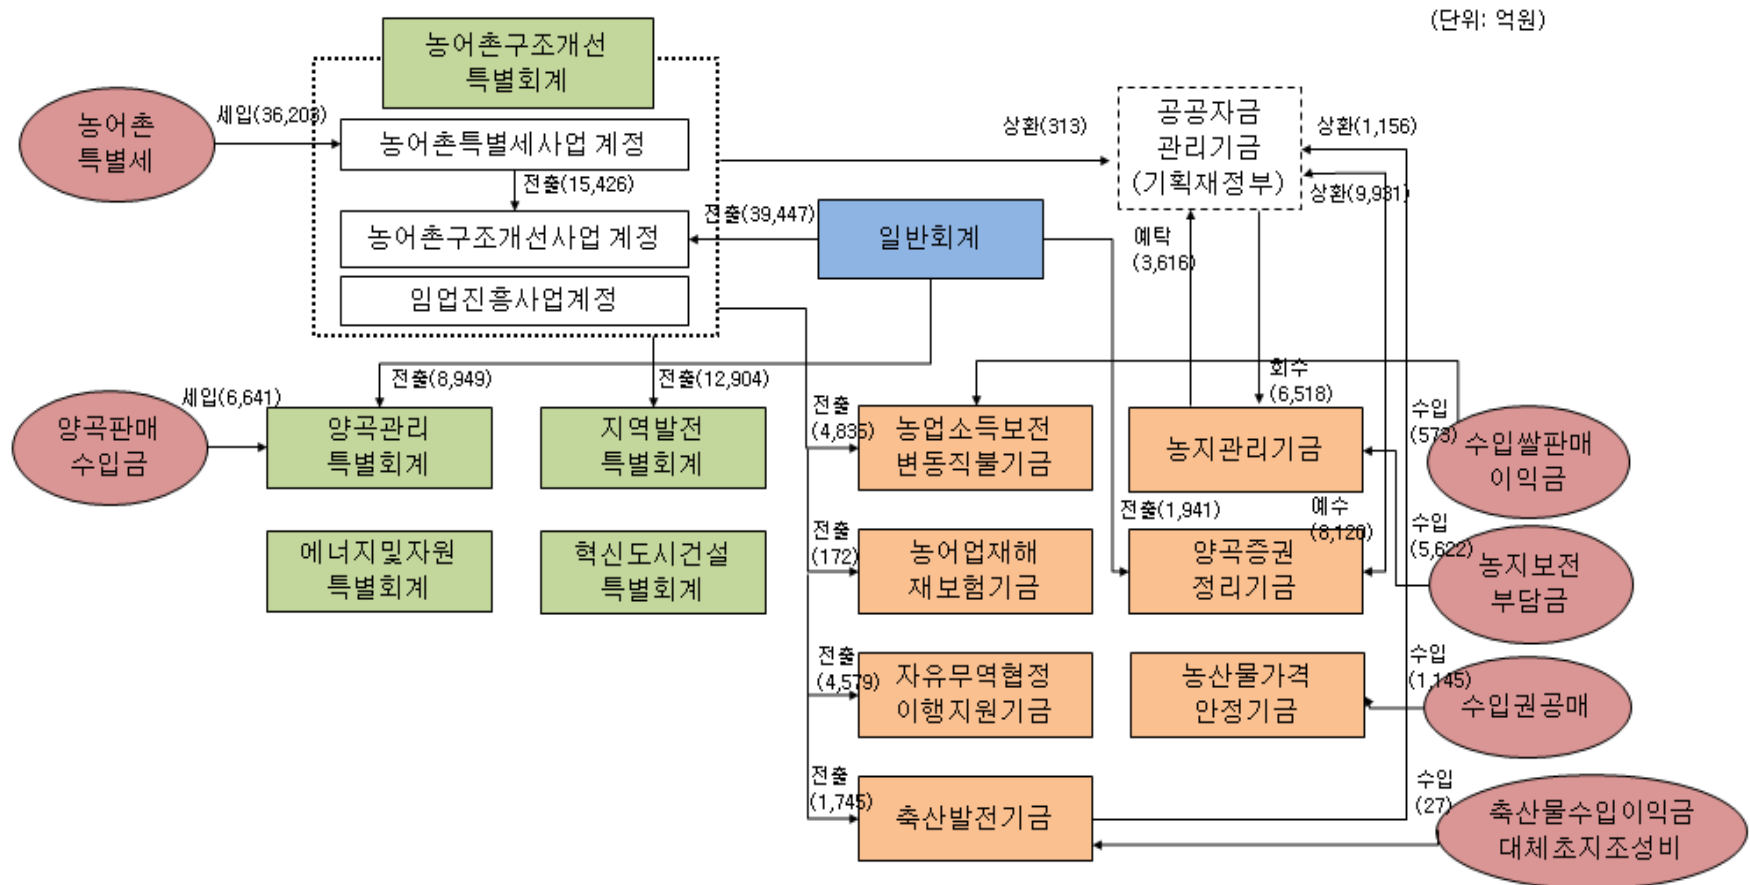 (단위: 억원)
농어촌구조개선
특별회계
농어촌
특별세
세입(36,203)
농어촌특별세사업 계정
전출(15,426)
농어촌구조개선사업 계정
임업진흥사업계정
전출(39,447)
일반회계
상환(313)
공공자금
관리기금
(기획재정부)
상환(1,156)
상환(9,931)
예탁
(3,616)
회수
(6,518)
전출(8,949)
전출(12,904)
세입(6,641)
양곡판매
수입금
양곡관리
특별회계
지역발전
특별회계
전출
(4,835)
농업소득보전
변동직불기금
농지관리기금
수입
(573)
수입쌀판매
이익금
에너지및자원
특별회계
혁신도시건설
특별회계
전출
(172)
농어업재해
재보험기금
전출(1,941)
예수
(8,120)
양곡증권
정리기금
수입
(5,622)
농지보전
부담금
전출
(4,579)
자유무역협정
이행지원기금
농산물가격
안정기금
수입
(1,145)
수입권공매
전출
(1,745)
축산발전기금
수입
(27)
축산물수입이익금
대체초지조성비